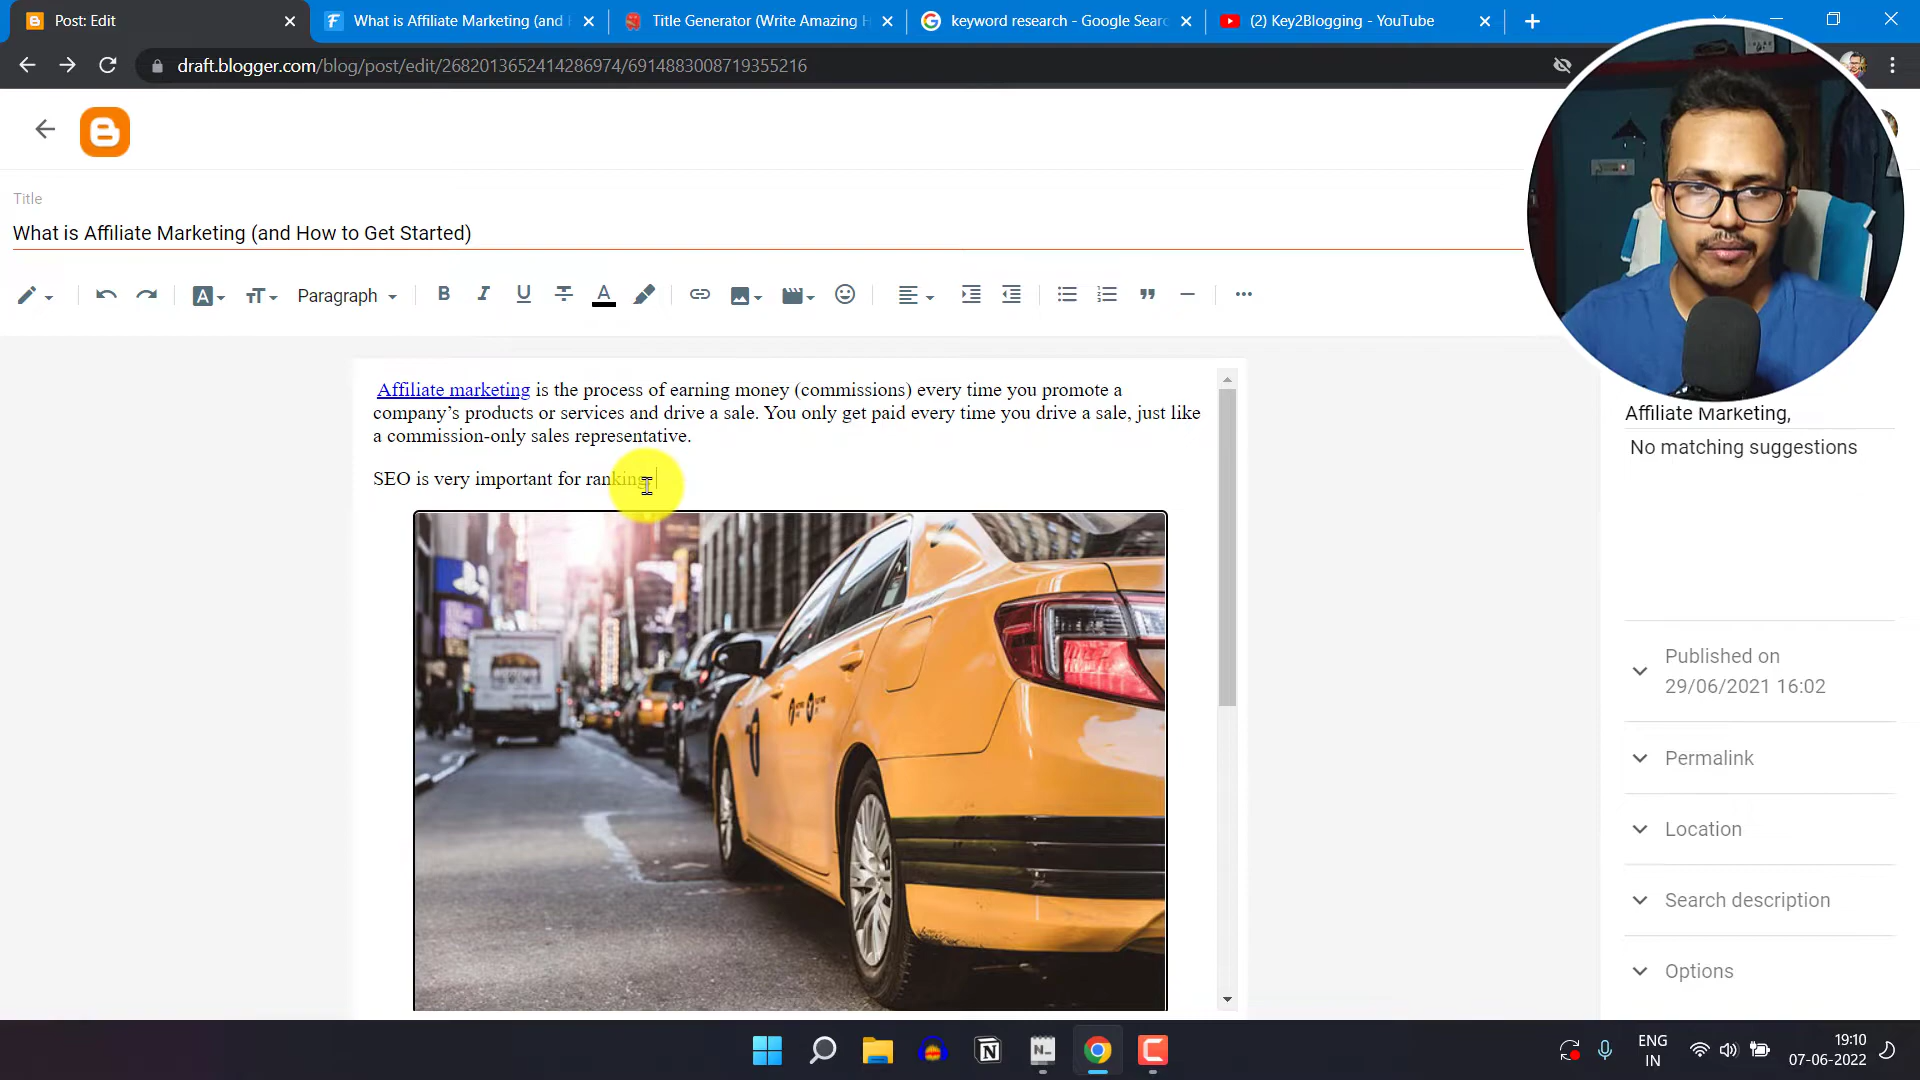 Post: Edit
What is Affiliate Marketing (and
Title Generator (Write Amazing H
keyword research - Google Sear
(2) Key2Blogging - YouTube
draft.blogger.com/blog/post/edit/2682013652414286974/6914883008719355216
Title
What is Affiliate Marketing (and How to Get Started)
Paragraph
Affiliate marketing is the process of earning money (commissions) every time you promote a
company’s products or services and drive a sale. You only get paid every time you drive a sale, just like
a commission-only sales representative.
SEO is very important for ranking
Affiliate Marketing,
No matching suggestions
Published on
29/06/2021 16:02
Permalink
Location
Search description
Options
ENG
IN
19:10
07-06-2022